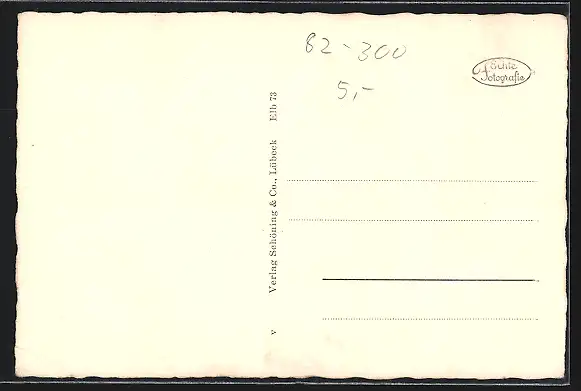 82-300
5,-
Echte
Fotografie
v Verlag Schöning & Co., Lübeck Elb 73